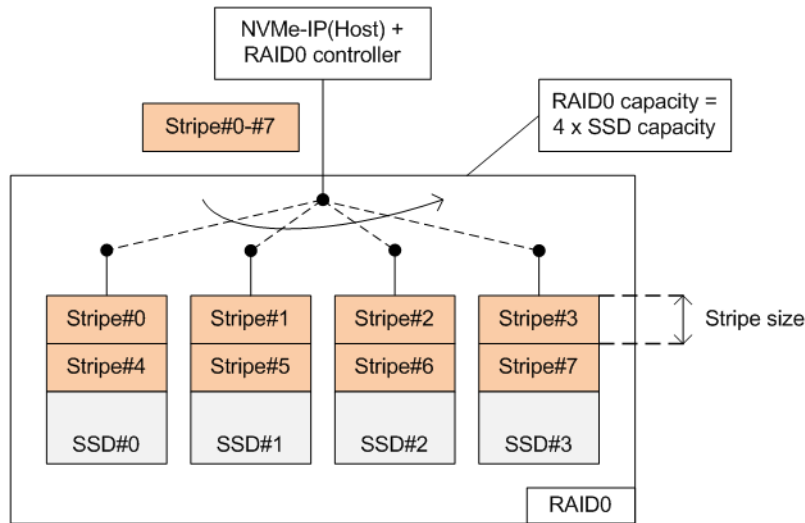 NVMe-IP(Host) +
RAID0 controller
RAID0 capacity =
4 x SSD capacity
Stripe#0-#7
Stripe#0
Stripe#1
Stripe#2
Stripe#3
Stripe size
Stripe#4
Stripe#5
Stripe#6
Stripe#7
SSD#0
SSD#1
SSD#2
SSD#3
RAID0